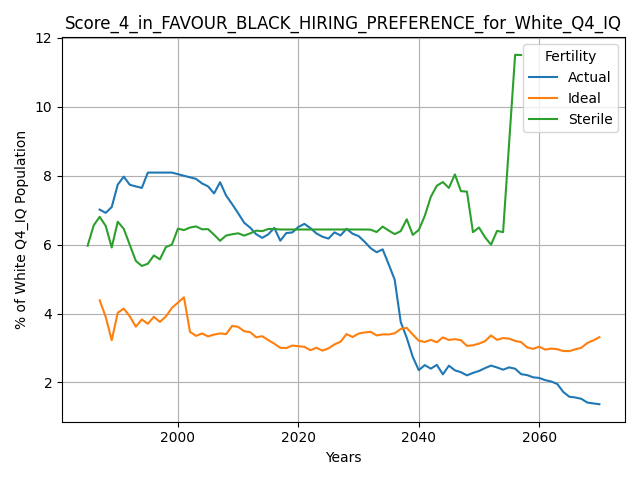 Score_4_in_FAVOUR_BLACK_HIRING_PREFERENCE_for_White_Q4_IQ
12
10
8
6
4
2
% of White Q4_IQ Population
Fertility
Actual
Ideal
Sterile
2000
2020
2040
2060
Years